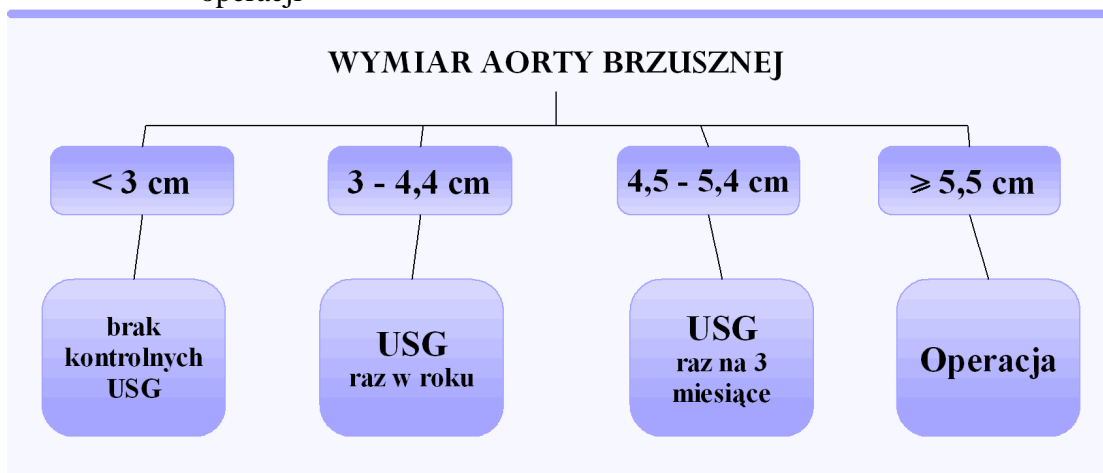 operacji
WYMIAR AORTY BRZUSZNEJ
< 3 cm
3 - 4,4 cm
4,5 - 5,4 cm
⩾ 5,5 cm
brak
kontrolnych
USG
USG
raz w roku
USG
raz na 3
miesiące
Operacja